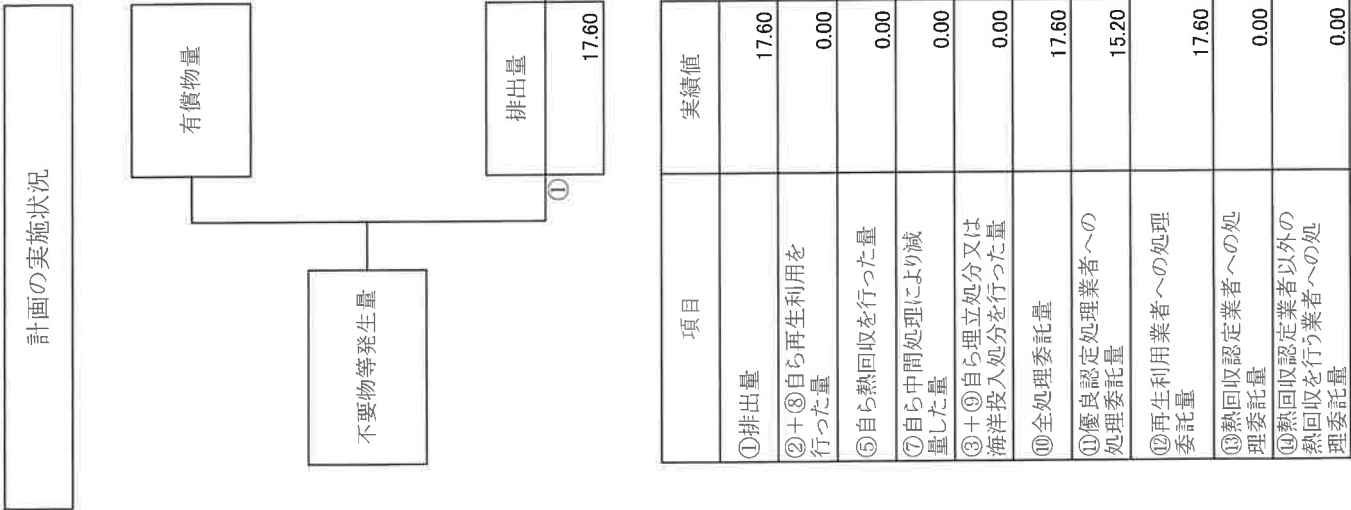 計画の実施状況
不要物等発生量
有償物量
①
排出量
17.60
項目
実績値
①排出量
17.60
②+⑧自ら再生利用を
行った量
0.00
⑤自ら熱回収を行った量
0.00
⑦自ら中間処理により減
量した量
0.00
③+⑨自ら埋立処分又は
海洋投入処分を行った量
0.00
⑩全処理委託量
17.60
⑪優良認定処理業者への
処理委託量
15.20
⑫再生利用業者への処理
委託量
17.60
⑬熱回収認定業者への処
理委託量
0.00
⑭熱回収認定業者以外の
熱回収を行う業者への処
理委託量
0.00